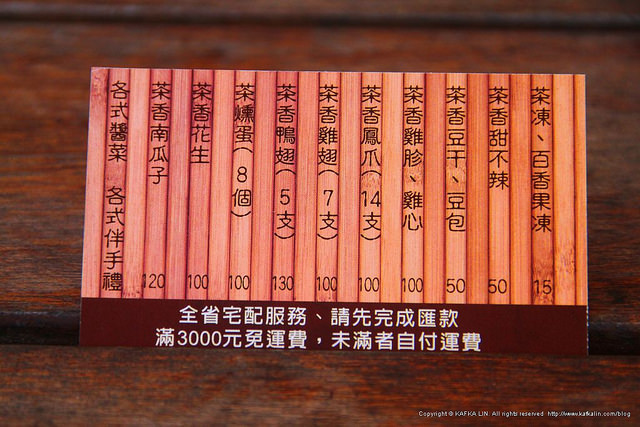 茶凍、百香果凍 15
茶香甜不辣 50
茶香豆干、豆包 50
茶香雞胗、雞心 100
茶香鳳爪(14支) 100
茶香雞翅(7支) 100
茶香鴨翅(5支) 130
茶燻蛋(8個) 100
茶香花生 100
茶香南瓜子 120
各式醬菜 各式伴手禮
全省宅配服務、請先完成匯款
滿3000元免運費，未滿者自付運費
Copyright © KAFKA LIN. All rights reserved http://www.kafkalin.com/blog